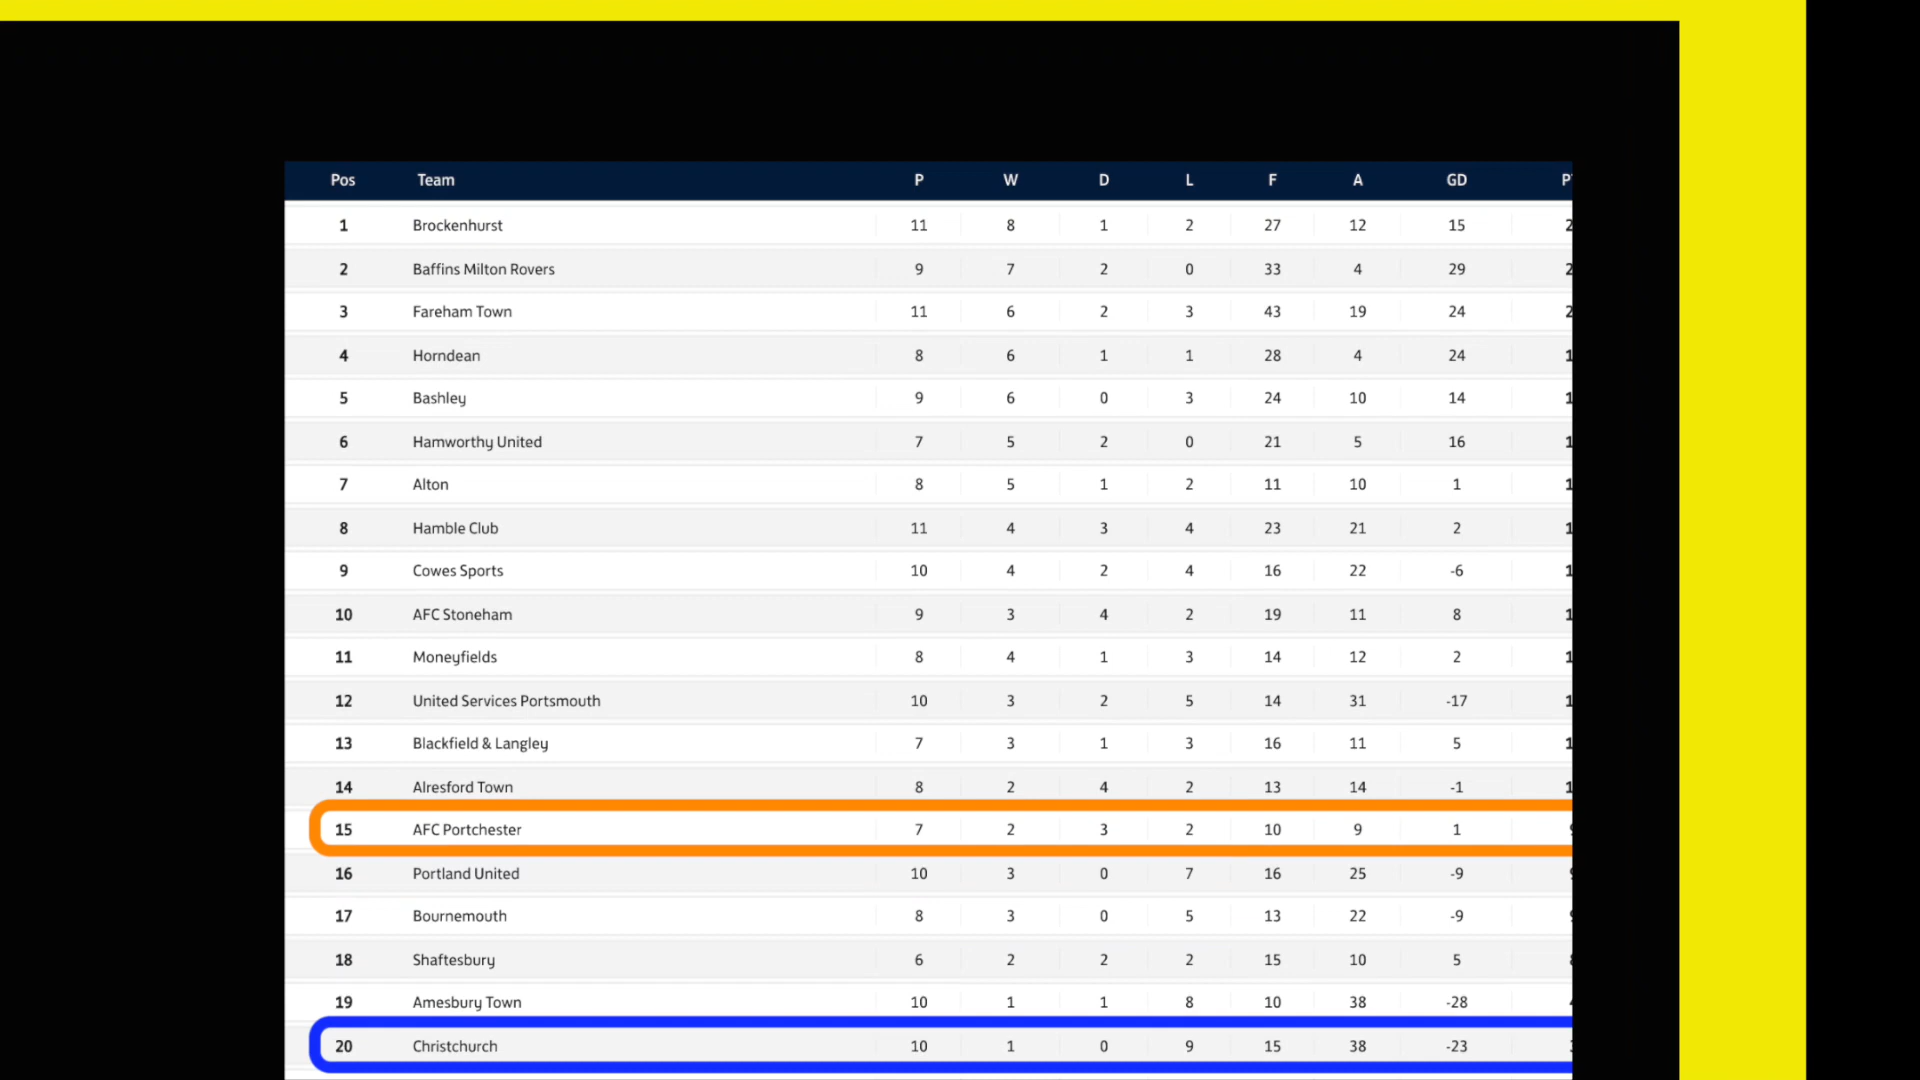 Pos Team P W D L F A GD
1 Brockenhurst 11 8 1 2 27 12 15
2 Baffins Milton Rovers 9 7 2 0 33 4 29
3 Fareham Town 11 6 2 3 43 19 24
4 Horndean 8 6 1 1 28 4 24
5 Bashley 9 6 0 3 24 10 14
6 Hamworthy United 7 5 2 0 21 5 16
7 Alton 8 5 1 2 11 10 1
8 Hamble Club 11 4 3 4 23 21 2
9 Cowes Sports 10 4 2 4 16 22 -6
10 AFC Stoneham 9 3 4 2 19 11 8
11 Moneyfields 8 4 1 3 14 12 2
12 United Services Portsmouth 10 3 2 5 14 31 -17
13 Blackfield & Langley 7 3 1 3 16 11 5
14 Alresford Town 8 2 4 2 13 14 -1
15 AFC Portchester 7 2 3 2 10 9 1
16 Portland United 10 3 0 7 16 25 -9
17 Bournemouth 8 3 0 5 13 22 -9
18 Shaftesbury 6 2 2 2 15 10 5
19 Amesbury Town 10 1 1 8 10 38 -28
20 Christchurch 10 1 0 9 15 38 -23